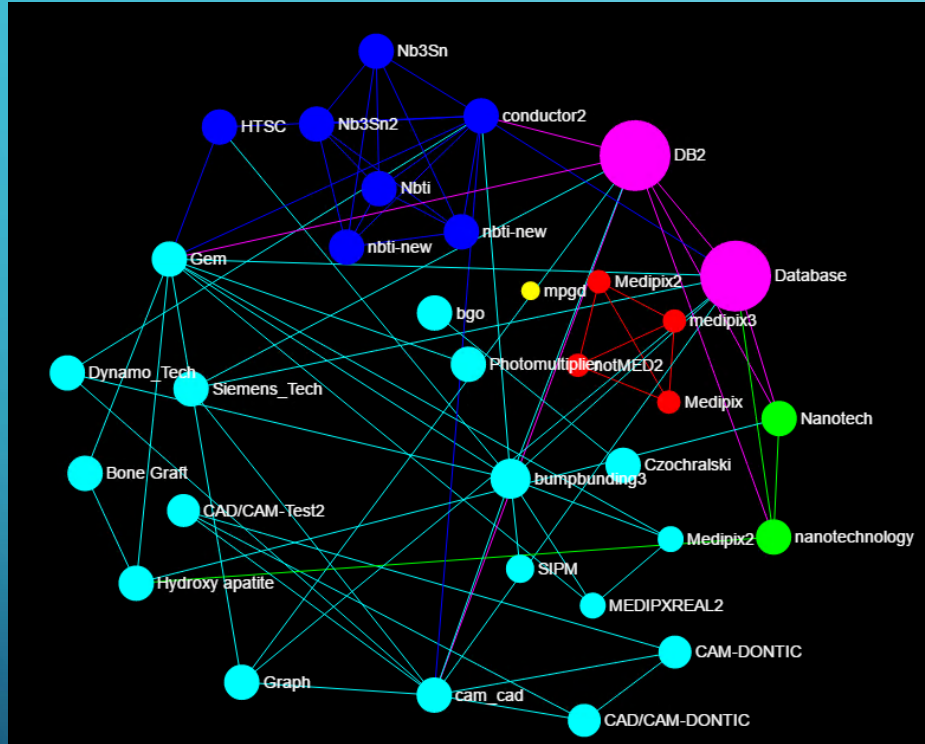 Nb3Sn
conductor2
HTSC
Nb3Sn2
DB2
Nbti
nbti-new
nbti-new
Gem
Database
Medipix2
mpgd
bgo
medipix3
Photomultiplier
notMED2
Dynamo_Tech
Siemens_Tech
Medipix
Nanotech
Czochralski
Bone Graft
bumpbunding3
CAD/CAM-Test2
nanotechnology
Medipix2
SIPM
Hydroxy apatite
MEDIPXREAL2
CAM-DONTIC
Graph
cam_cad
CAD/CAM-DONTIC